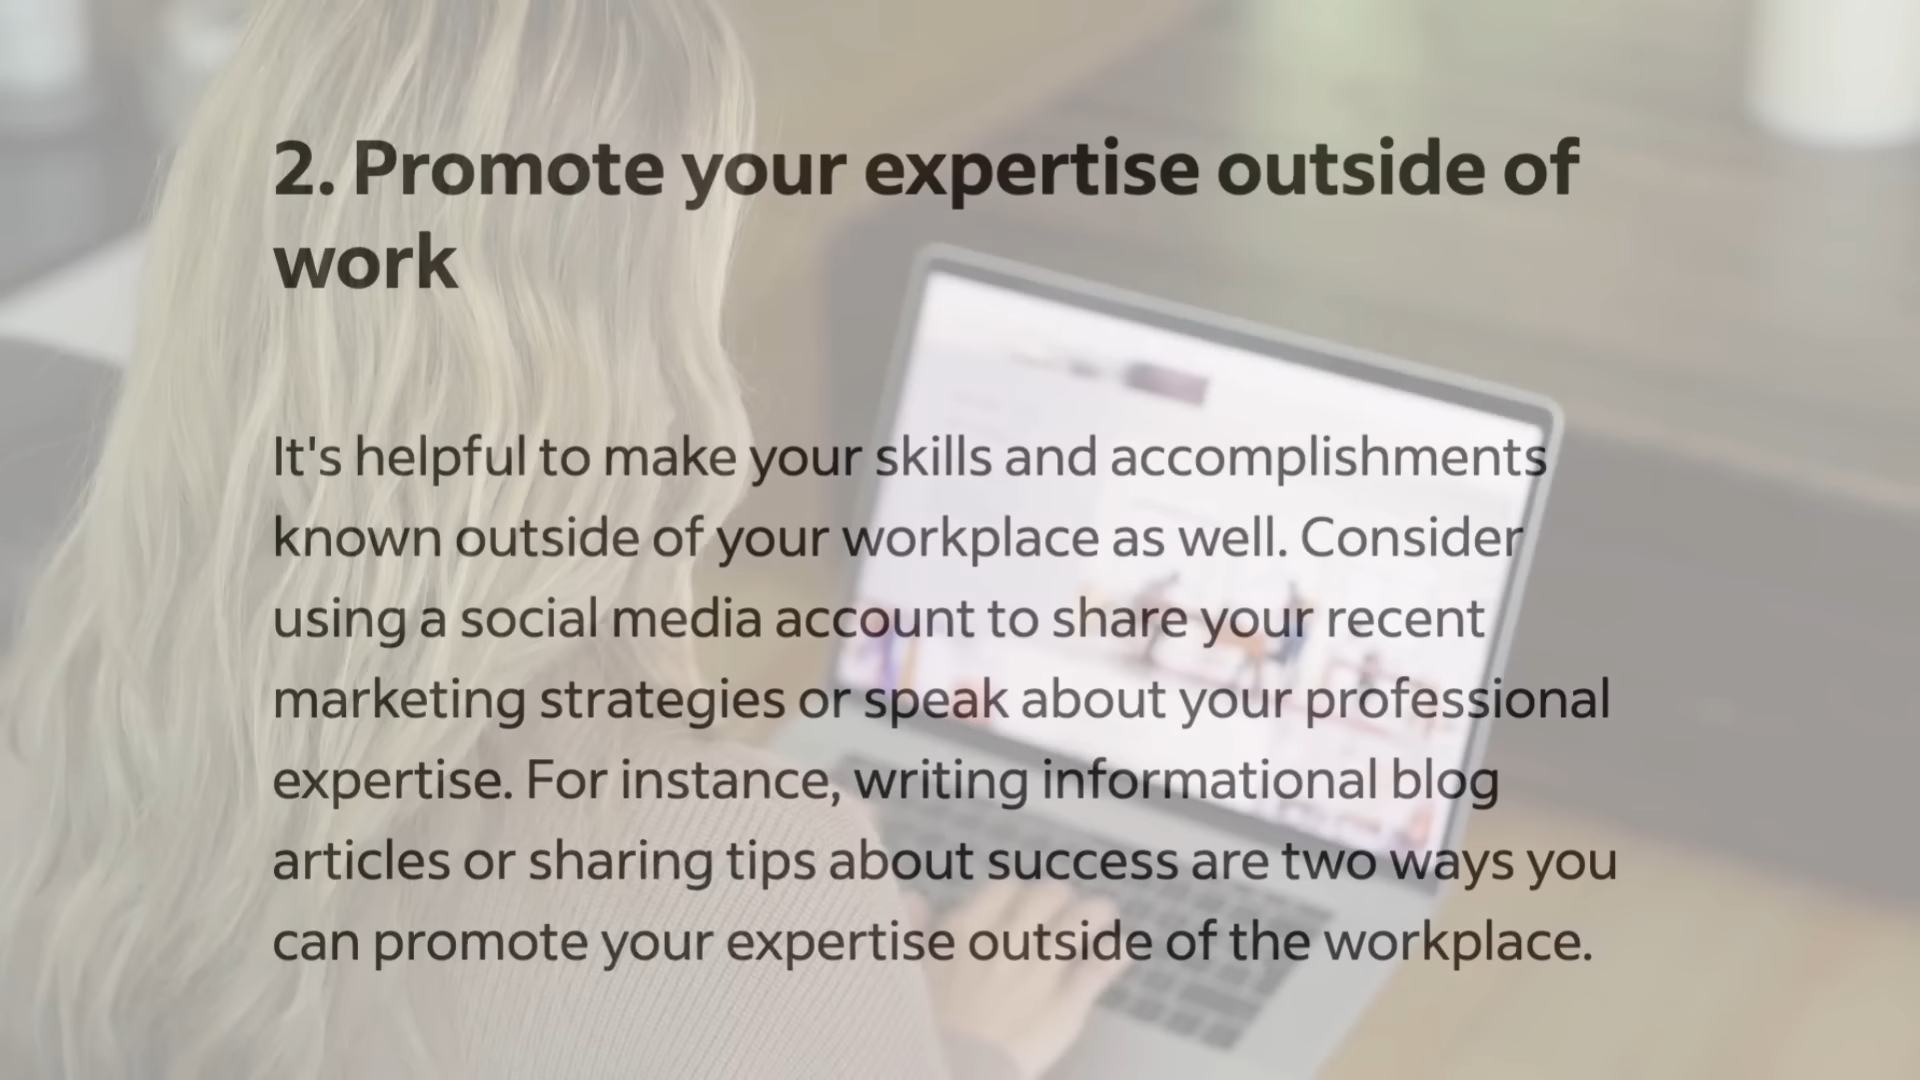 2. Promote your expertise outside of
work
It's helpful to make your skills and accomplishments
known outside of your workplace as well. Consider
using a social media account to share your recent
marketing strategies or speak about your professional
expertise. For instance, writing informational blog
articles or sharing tips about success are two ways you
can promote your expertise outside of the workplace.